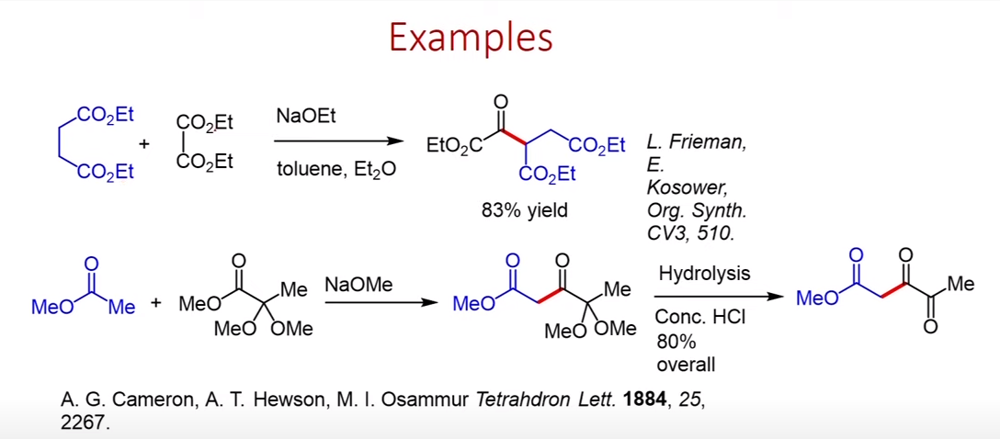 Examples
CO₂Et
CO₂Et
+
CO₂Et
CO₂Et
NaOEt
toluene, Et₂O
O
EtO₂C
CO₂Et
CO₂Et
83% yield
L. Frieman,
E.
Kosower,
Org. Synth.
CV3, 510.
O
MeO
Me
+
O
MeO
Me
MeO OMe
NaOMe
O
O
MeO
Me
MeO OMe
Hydrolysis
Conc. HCl
80%
overall
O
O
MeO
Me
O
A. G. Cameron, A. T. Hewson, M. I. Osammur Tetrahdron Lett. 1884, 25,
2267.